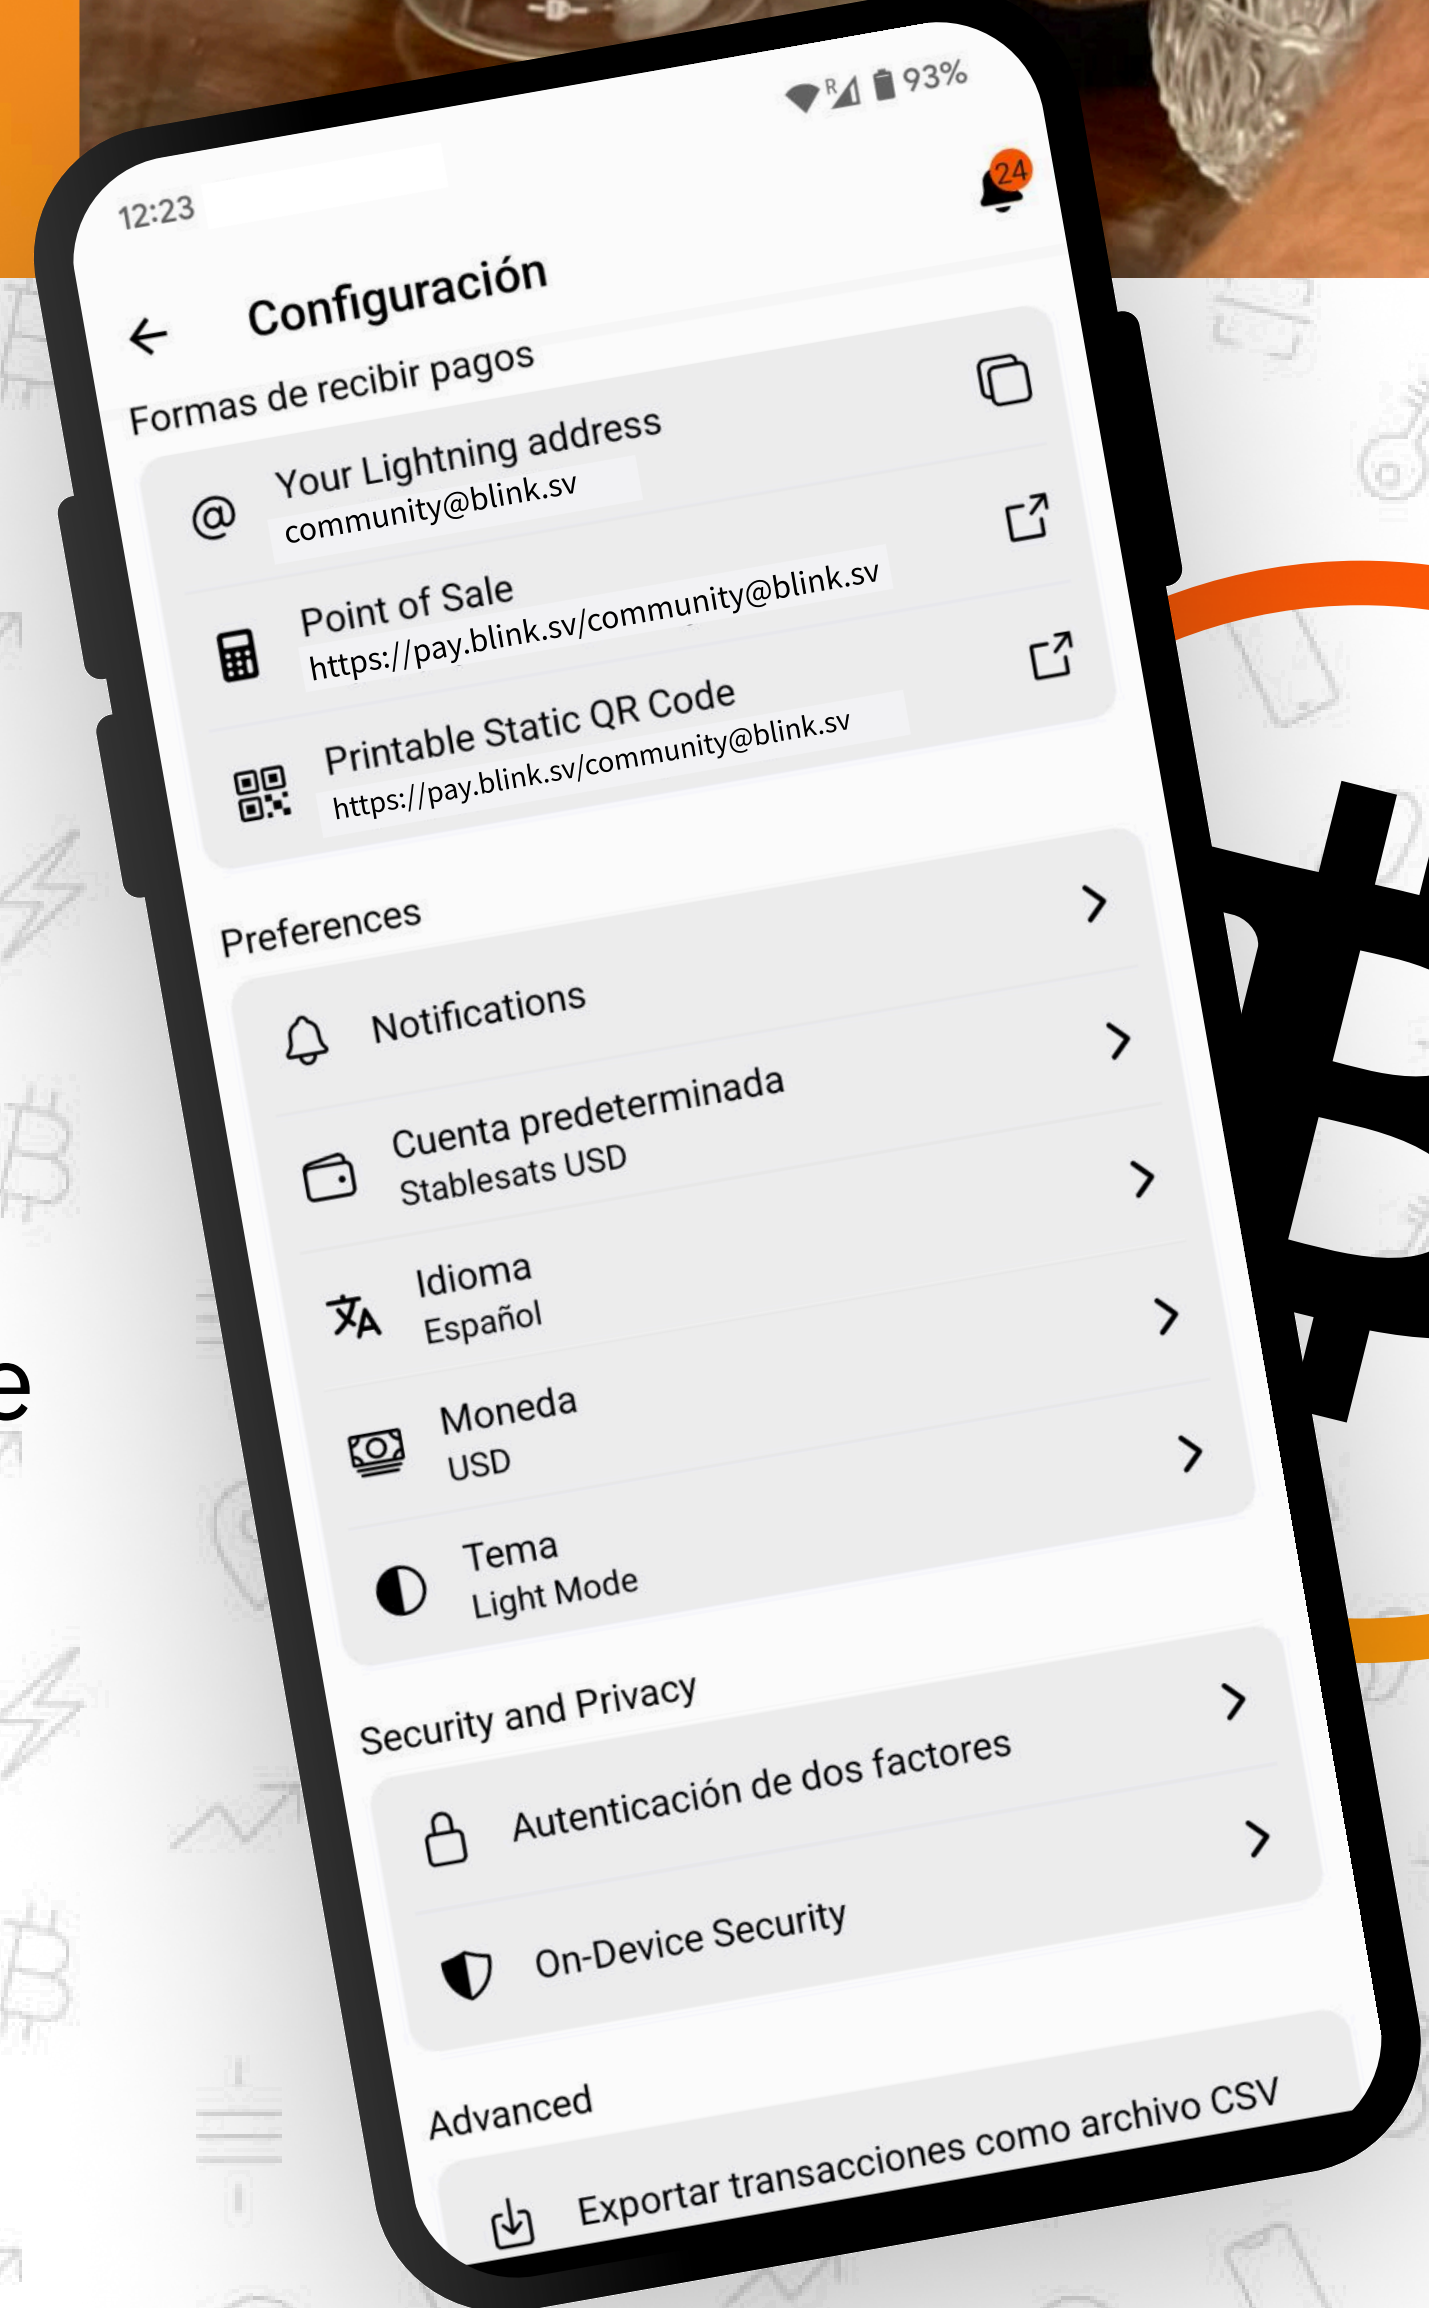 12:23
R 93%
24
Configuración
Formas de recibir pagos
@ Your Lightning address
community@blink.sv
Point of Sale
https://pay.blink.sv/community@blink.sv
Printable Static QR Code
https://pay.blink.sv/community@blink.sv
Preferences
Notifications
Cuenta predeterminada
Stablesats USD
Idioma
Español
Moneda
USD
Tema
Light Mode
e
Security and Privacy
Autenticación de dos factores
On-Device Security
Advanced
Exportar transacciones como archivo CSV